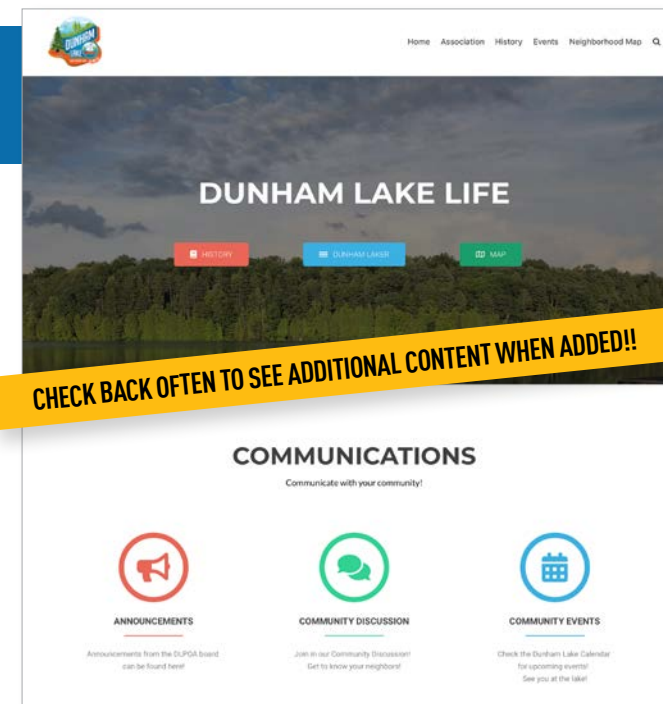 DUNHAM
LAKE
Home Association History Events Neighborhood Map
DUNHAM LAKE LIFE
HISTORY
DUNHAM LAKER
MAP
CHECK BACK OFTEN TO SEE ADDITIONAL CONTENT WHEN ADDED!!
COMMUNICATIONS
Communicate with your community!
ANNOUNCEMENTS
Announcements from the DLPOA board
can be found here!
COMMUNITY DISCUSSION
Join in our Community Discussion!
Get to know your neighbors!
COMMUNITY EVENTS
Check the Dunham Lake Calendar
for upcoming events!
See you at the lake!